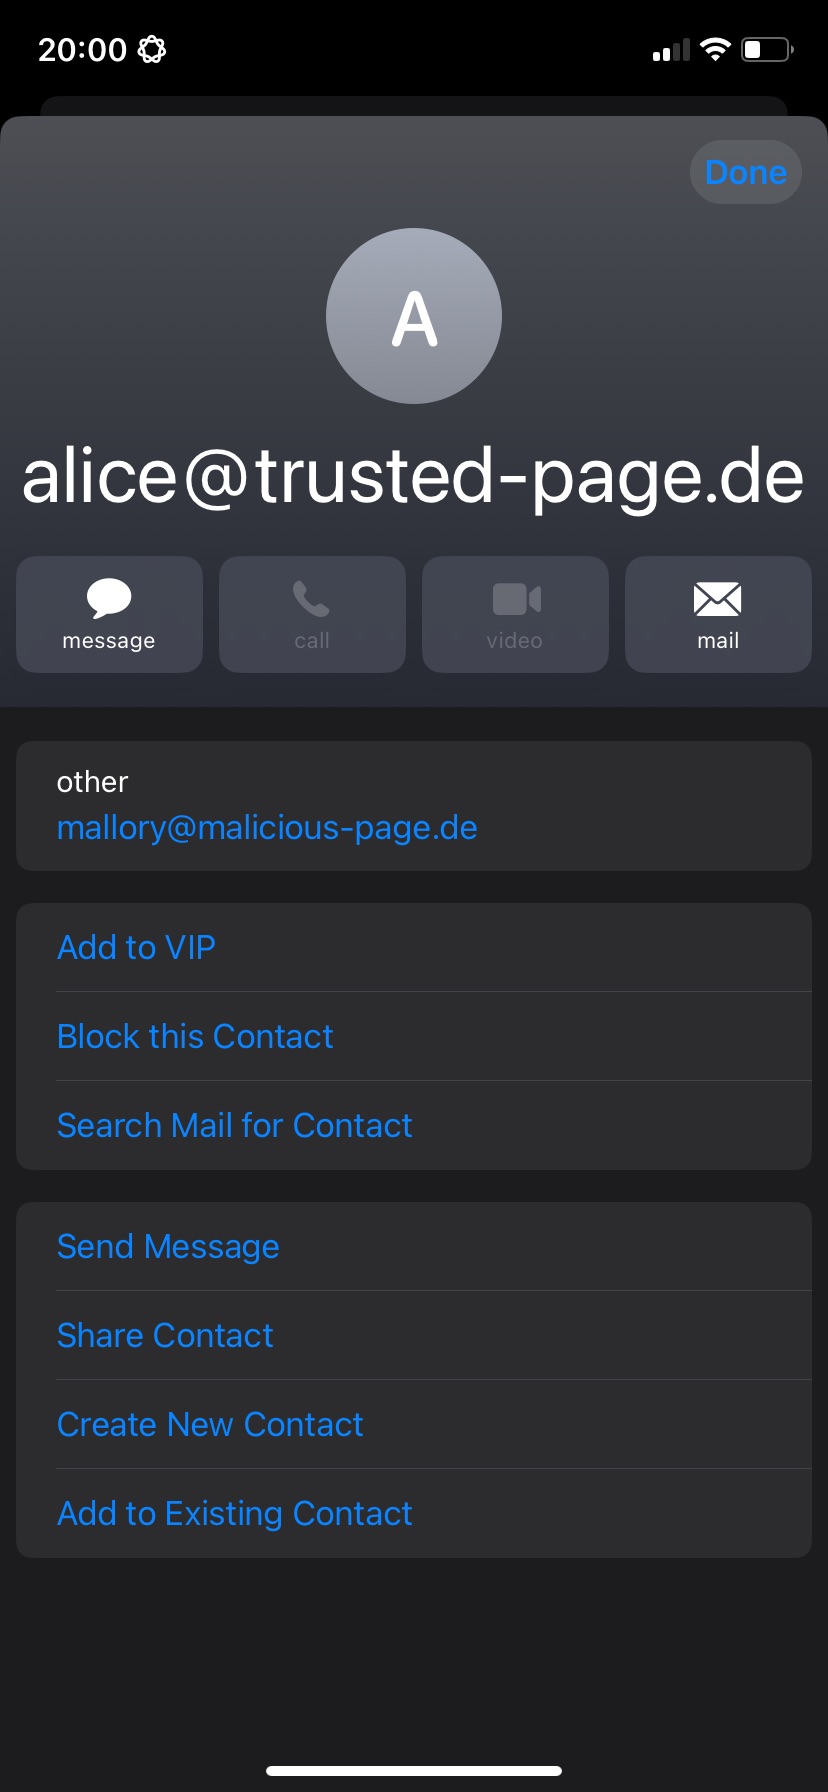 20:00
Done
A
alice@trusted-page.de
message
call
video
mail
other
mallory@malicious-page.de
Add to VIP
Block this Contact
Search Mail for Contact
Send Message
Share Contact
Create New Contact
Add to Existing Contact